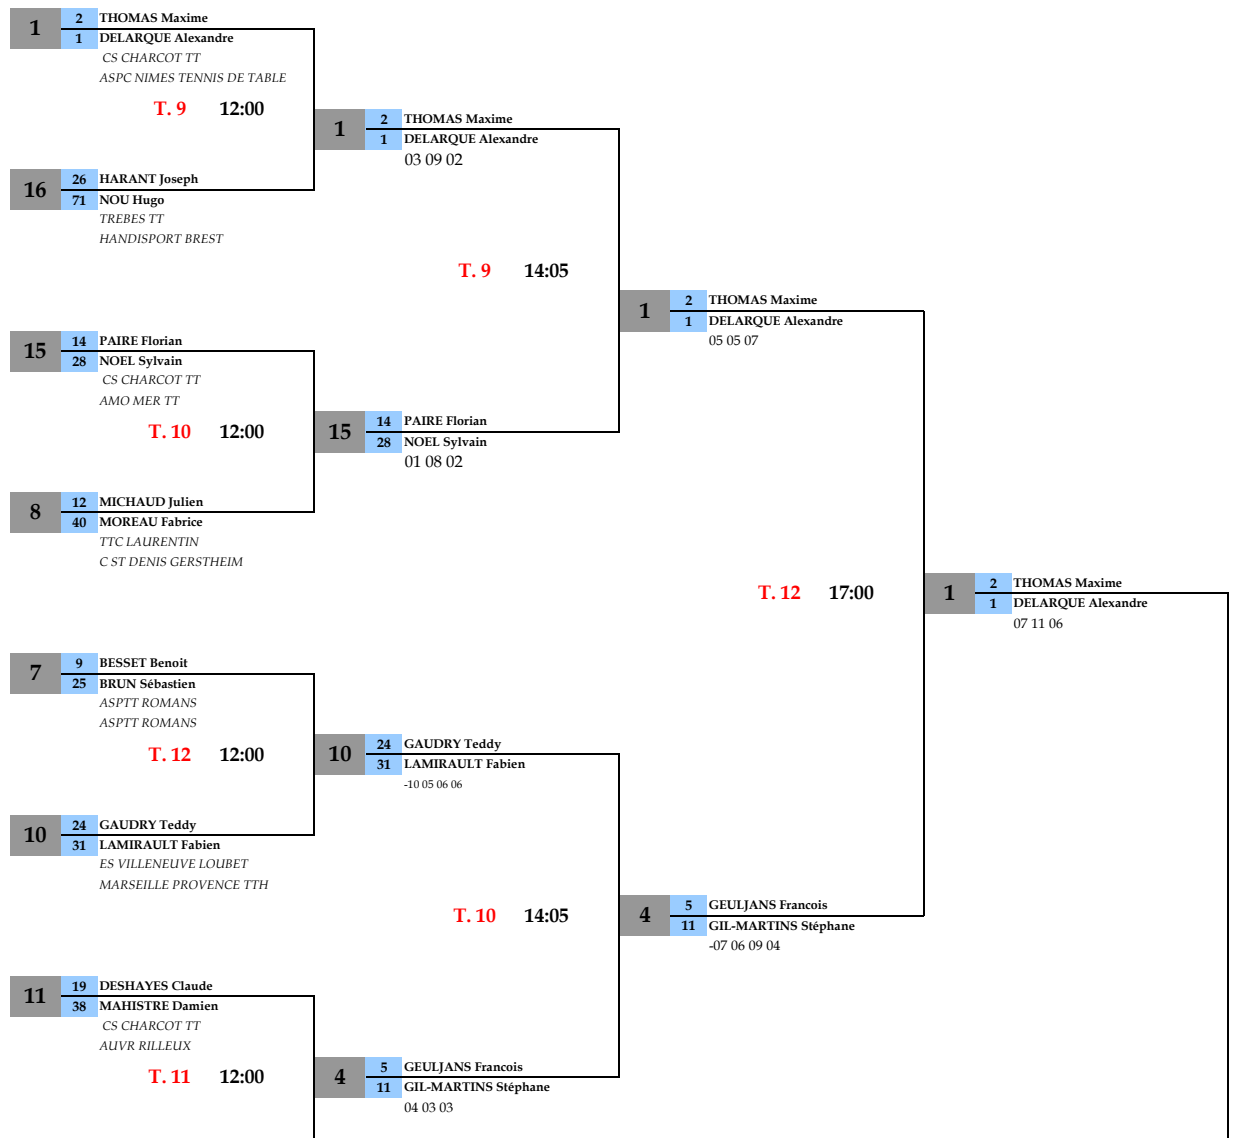 1 2 THOMAS Maxime
1 DELARQUE Alexandre
CS CHARCOT TT
ASPC NIMES TENNIS DE TABLE
T. 9 12:00
16 26 HARANT Joseph
71 NOU Hugo
TREBES TT
HANDISPORT BREST
15 14 PAIRE Florian
28 NOEL Sylvain
CS CHARCOT TT
AMO MER TT
T. 10 12:00
8 12 MICHAUD Julien
40 MOREAU Fabrice
TTC LAURENTIN
C ST DENIS GERSTHEIM
7 9 BESSET Benoit
25 BRUN Sébastien
ASPTT ROMANS
ASPTT ROMANS
T. 12 12:00
10 24 GAUDRY Teddy
31 LAMIRAULT Fabien
ES VILLENEUVE LOUBET
MARSEILLE PROVENCE TTH
11 19 DESHAYES Claude
38 MAHISTRE Damien
CS CHARCOT TT
AUVR RILLEUX
T. 11 12:00
1 2 THOMAS Maxime
1 DELARQUE Alexandre
03 09 02
T. 9 14:05
15 14 PAIRE Florian
28 NOEL Sylvain
01 08 02
10 24 GAUDRY Teddy
31 LAMIRAULT Fabien
-10 05 06 06
T. 10 14:05
4 5 GEULJANS Francois
11 GIL-MARTINS Stéphane
04 03 03
1 2 THOMAS Maxime
1 DELARQUE Alexandre
05 05 07
T. 12 17:00
4 5 GEULJANS Francois
11 GIL-MARTINS Stéphane
-07 06 09 04
1 2 THOMAS Maxime
1 DELARQUE Alexandre
07 11 06